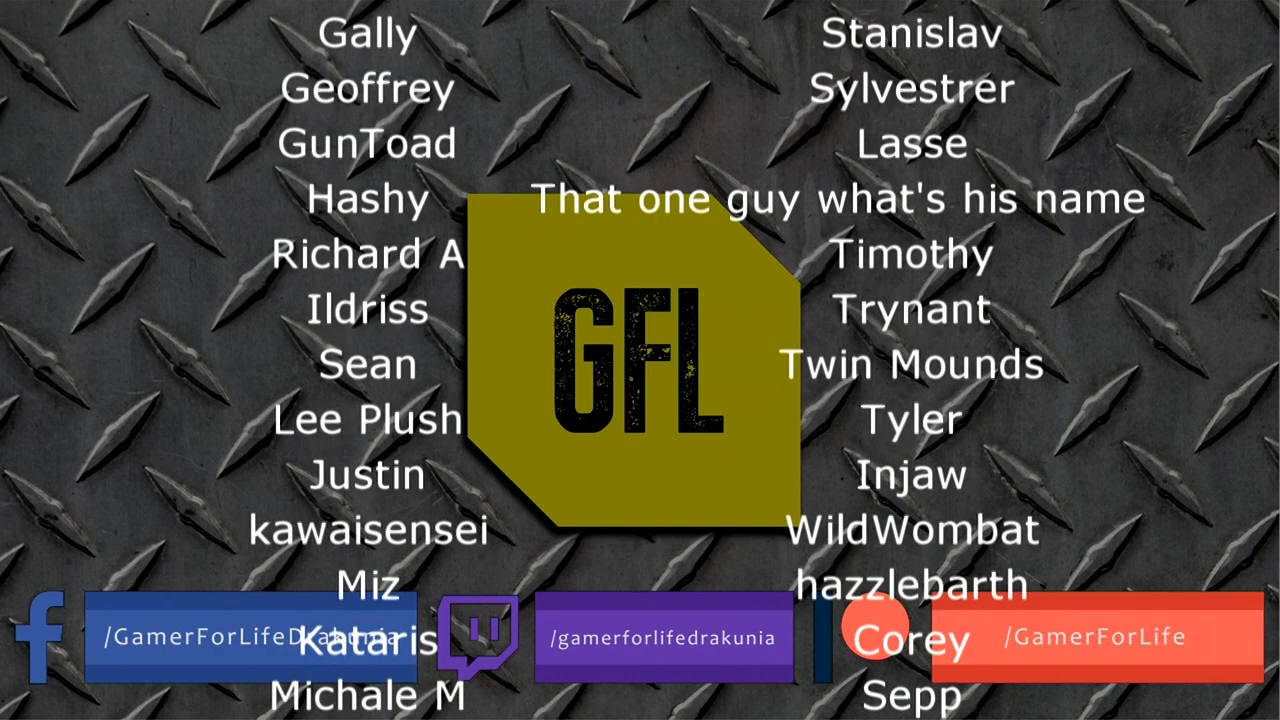 Gally
Geoffrey
GunToad
Hashy
Richard A
Ildriss
Sean
Lee Plush
Justin
kawaisensei
Miz
Kataris
Michale M
Stanislav
Sylvestrer
Lasse
That one guy what's his name
Timothy
Trynant
Twin Mounds
Tyler
Injaw
WildWombat
hazzlebarth
Corey
Sepp
GFL
/GamerForLifeDrakunia
/gamerforlifedrakunia
/GamerForLife